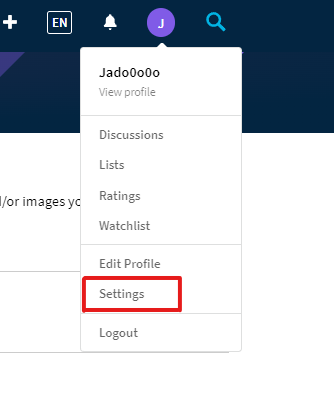 EN
J
Jado0o0o
View profile
Discussions
Lists
Ratings
Watchlist
d/or images yo
Edit Profile
Settings
Logout